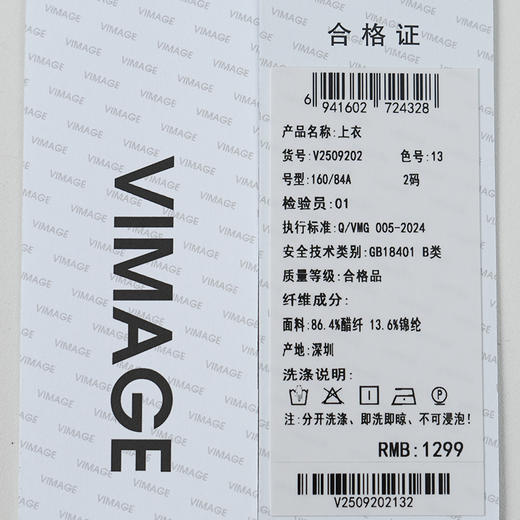 VIMAGE
合格证
6 941602 724328
产品名称:上衣
货号:V2509202 色号:13
号型:160/84A 2码
检验员:01
执行标准:Q/VMG 005-2024
安全技术类别:GB18401 B类
质量等级:合格品
纤维成分:
面料:86.4%醋纤 13.6%锦纶
产地:深圳
洗涤说明:
注:分开洗涤、即洗即晾、不可浸泡!
RMB:1299
V2509202132